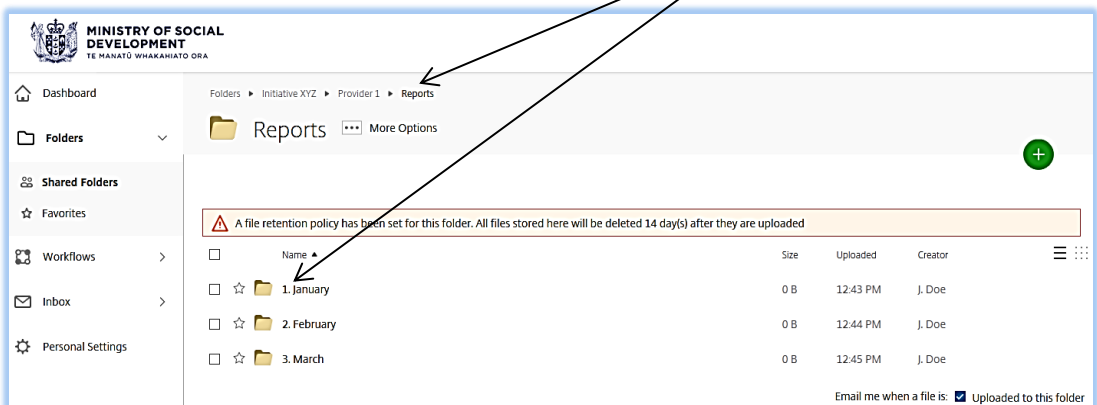 MINISTRY OF SOCIAL
DEVELOPMENT
TE MANATŪ WHAKAHIATO ORA
Dashboard
Folders
Shared Folders
Favorites
Workflows
Inbox
Personal Settings
Folders ▸ Initiative XYZ ▸ Provider 1 ▸ Reports
Reports ••• More Options
+
A file retention policy has been set for this folder. All files stored here will be deleted 14 day(s) after they are uploaded
Name ▲ Size Uploaded Creator
1. January 0 B 12:43 PM J. Doe
2. February 0 B 12:44 PM J. Doe
3. March 0 B 12:45 PM J. Doe
Email me when a file is: Uploaded to this folder